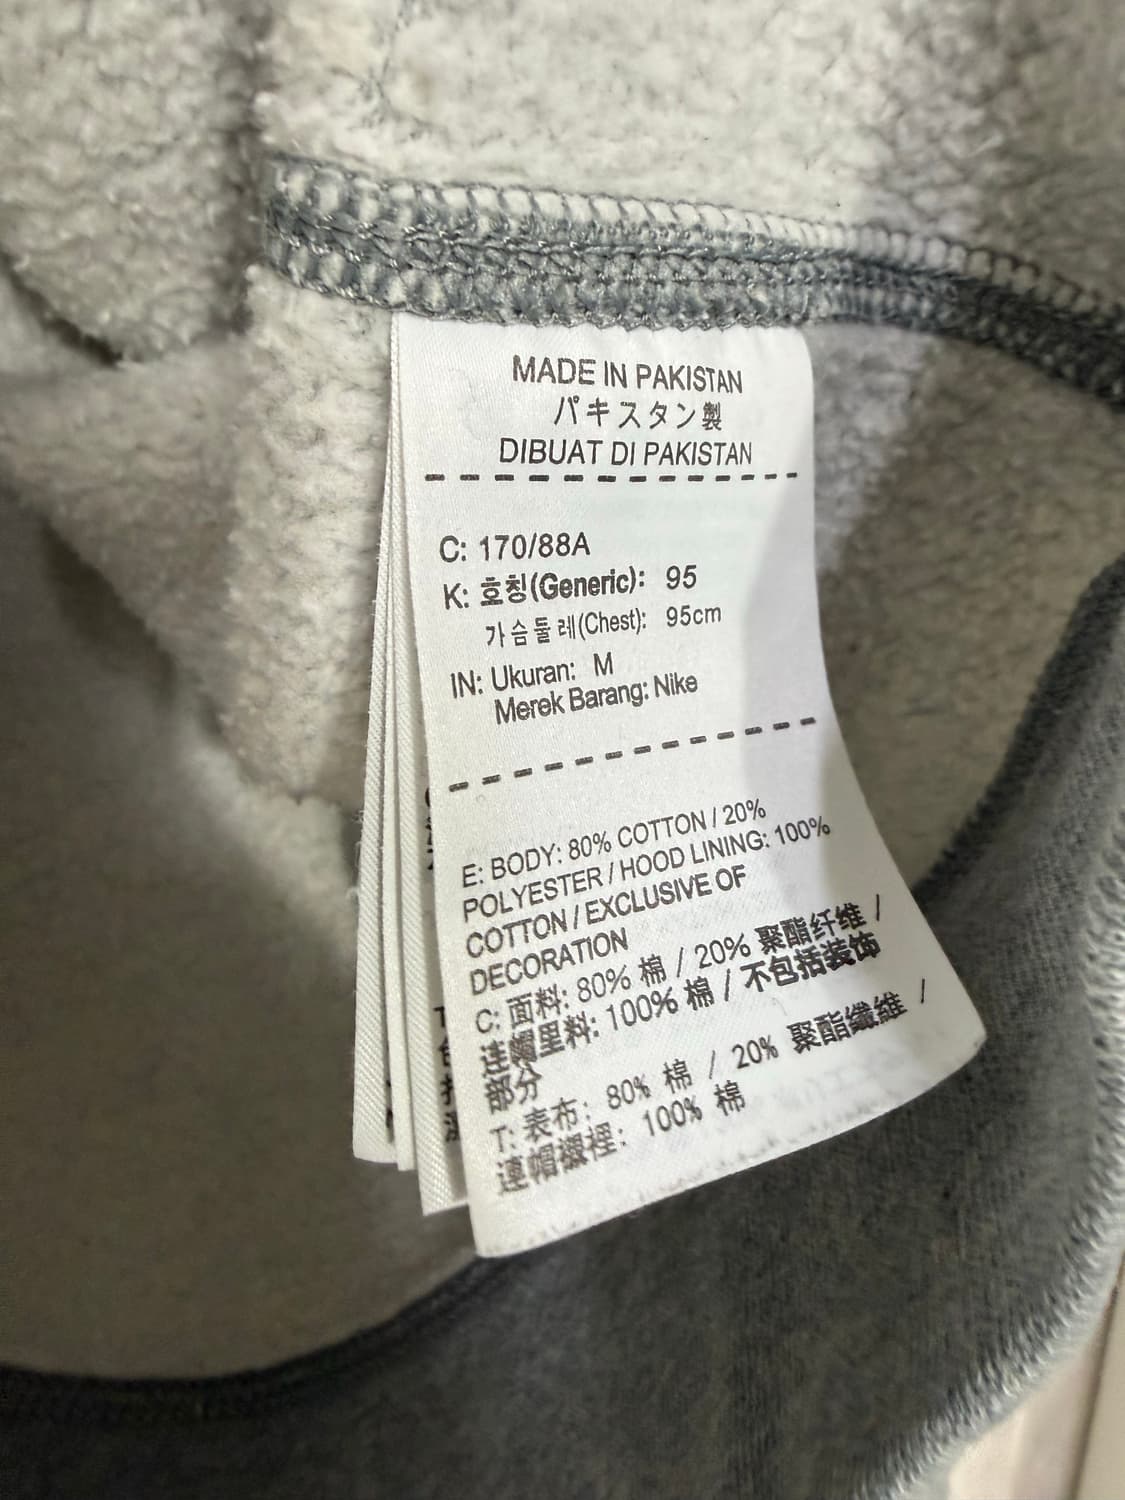 MADE IN PAKISTAN
パキスタン製
DIBUAT DI PAKISTAN
C: 170/88A
K: 호칭(Generic): 95
가슴둘레(Chest): 95cm
IN: Ukuran: M
Merek Barang: Nike
E: BODY: 80% COTTON / 20%
POLYESTER / HOOD LINING: 100%
COTTON / EXCLUSIVE OF
DECORATION
C: 面料: 80% 棉 / 20% 聚酯纤维 /
连帽里料: 100% 棉 / 不包括装饰
部分
T: 表布: 80% 棉 / 20% 聚酯纖維 /
連帽襯裡: 100% 棉